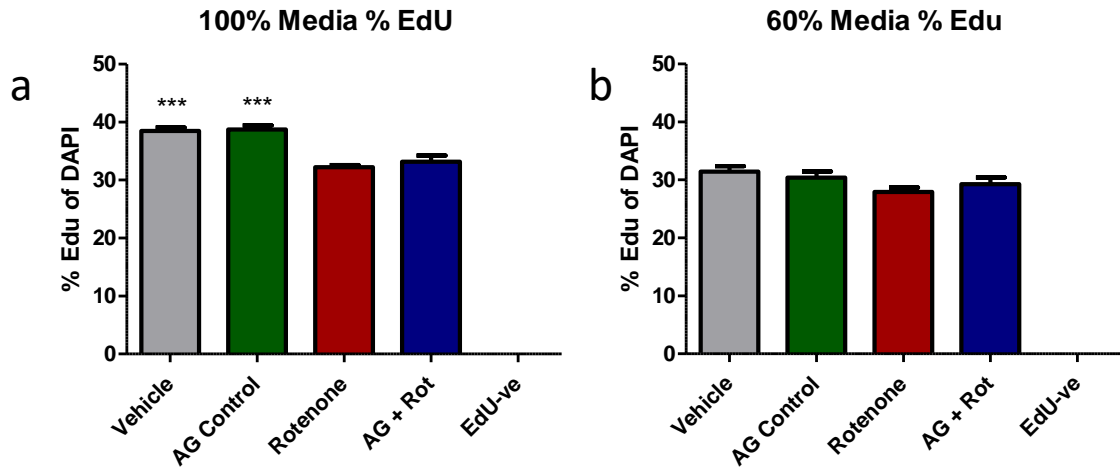 100% Media % EdU
a
% Edu of DAPI
50
40
30
20
10
0
*** ***
Vehicle
AG Control
Rotenone
AG + Rot
EdU-ve
60% Media % Edu
b
% Edu of DAPI
50
40
30
20
10
0
Vehicle
AG Control
Rotenone
AG + Rot
EdU-ve